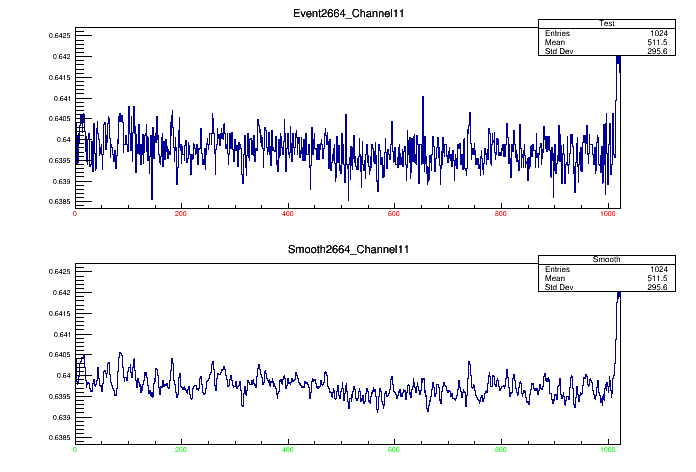 Event2664_Channel11
Test
Entries 1024
Mean 511.5
Std Dev 295.6
0.6425
0.642
0.6415
0.641
0.6405
0.64
0.6395
0.639
0.6385
0 200 400 600 800 1000
Smooth2664_Channel11
Smooth
Entries 1024
Mean 511.5
Std Dev 295.6
0.6425
0.642
0.6415
0.641
0.6405
0.64
0.6395
0.639
0.6385
0 200 400 600 800 1000